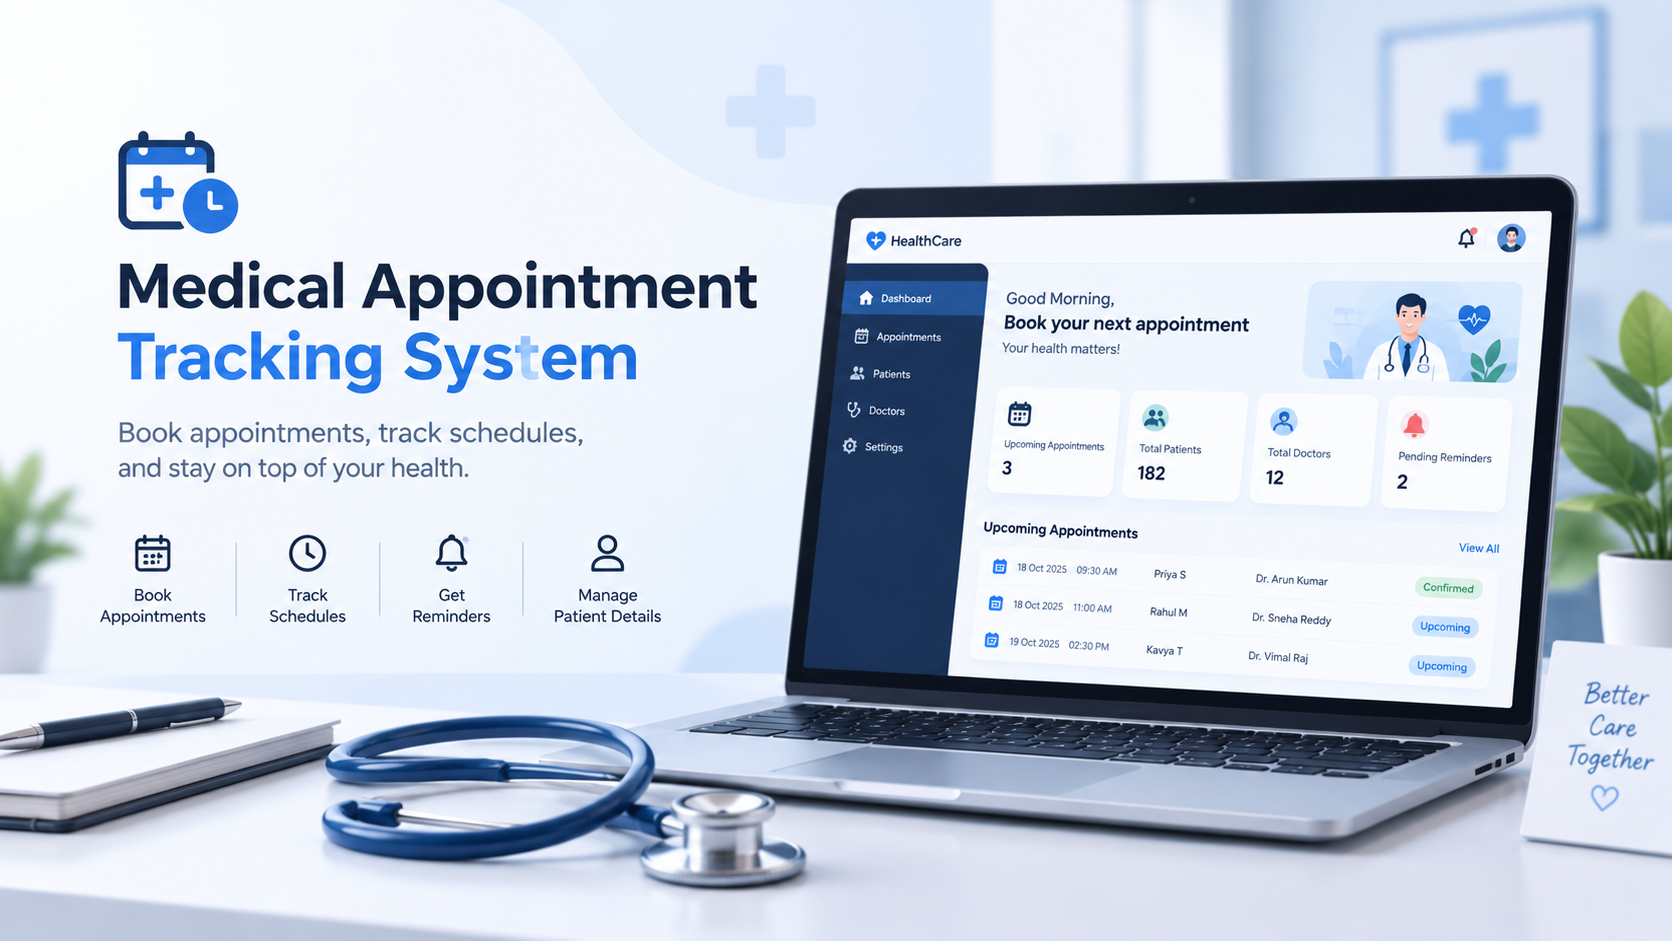 Medical Appointment
Tracking System
Book appointments, track schedules,
and stay on top of your health.
Book
Appointments
Track
Schedules
Get
Reminders
Manage
Patient Details
HealthCare
Dashboard
Appointments
Patients
Doctors
Settings
Good Morning,
Book your next appointment
Your health matters!
Upcoming Appointments
3
Total Patients
182
Total Doctors
12
Pending Reminders
2
Upcoming Appointments
View All
18 Oct 2025 09:30 AM Priya S Dr. Arun Kumar Confirmed
18 Oct 2025 11:00 AM Rahul M Dr. Sneha Reddy Upcoming
19 Oct 2025 02:30 PM Kavya T Dr. Vimal Raj Upcoming
Better
Care
Together